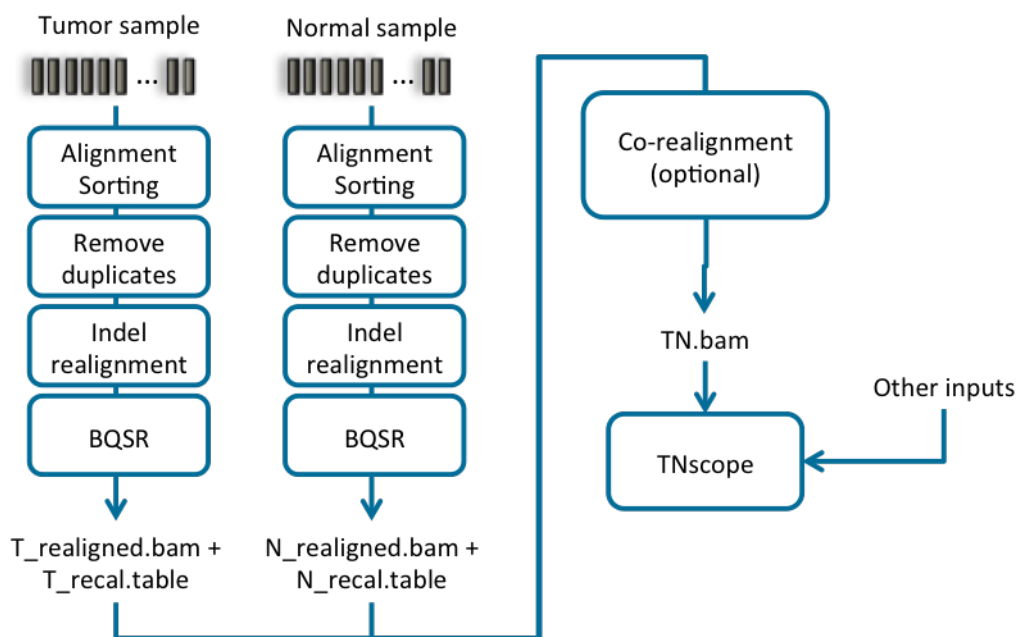 Tumor sample
...
Alignment
Sorting
Remove
duplicates
Indel
realignment
BQSR
T_realigned.bam +
T_recal.table
Normal sample
...
Alignment
Sorting
Remove
duplicates
Indel
realignment
BQSR
N_realigned.bam +
N_recal.table
Co-realignment
(optional)
TN.bam
Other inputs
TNscope